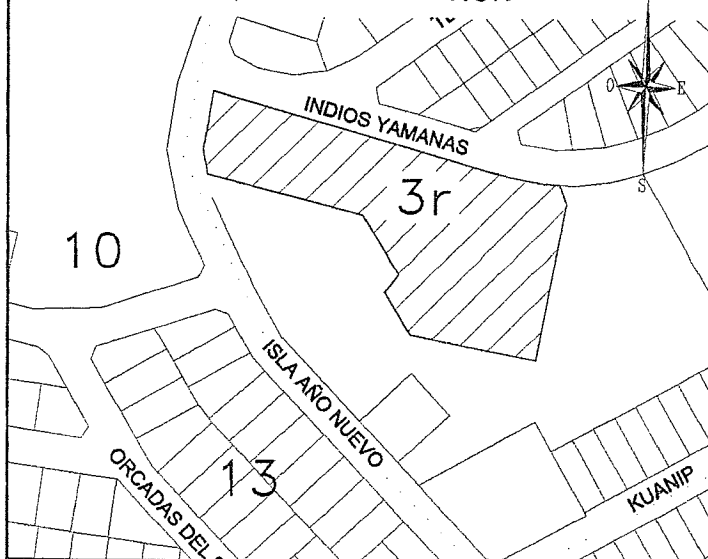 INDIOS YAMANAS
O
E
S
3r
10
ISLA AÑO NUEVO
13
ORCADAS DEL
KUANIP